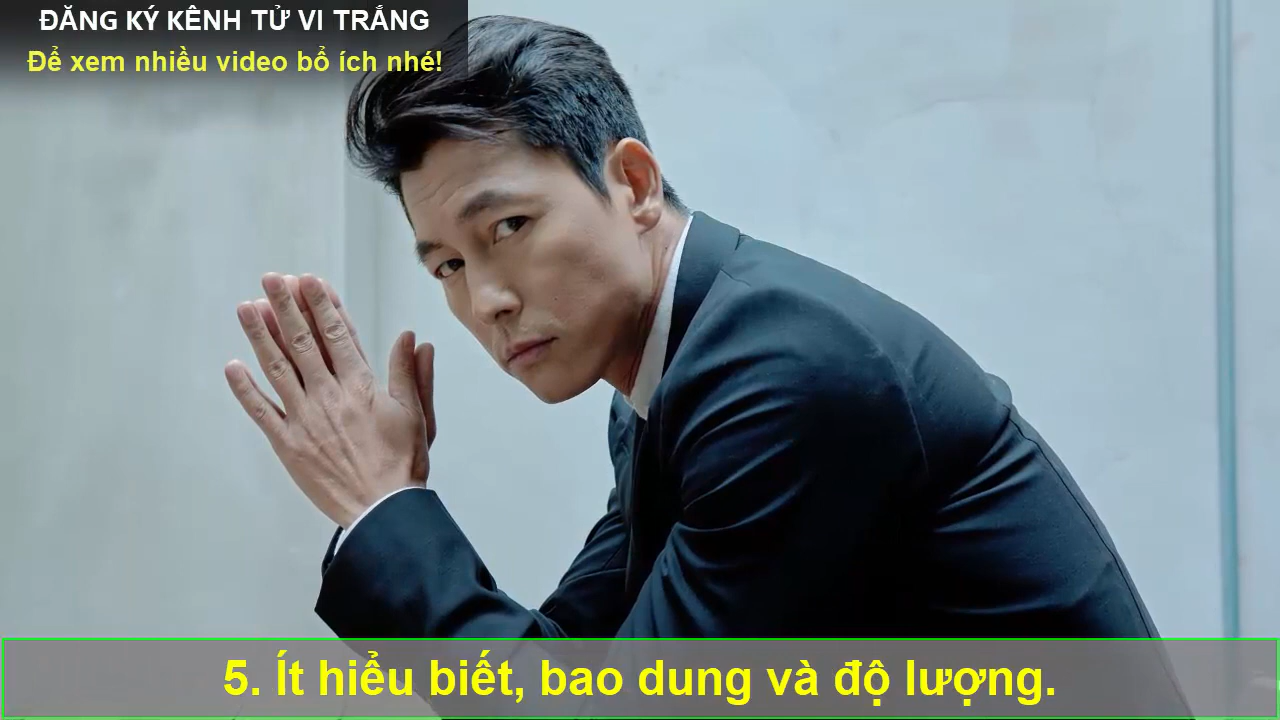 ĐĂNG KÝ KÊNH TỬ VI TRẮNG
Để xem nhiều video bổ ích nhé!
5. Ít hiểu biết, bao dung và độ lượng.